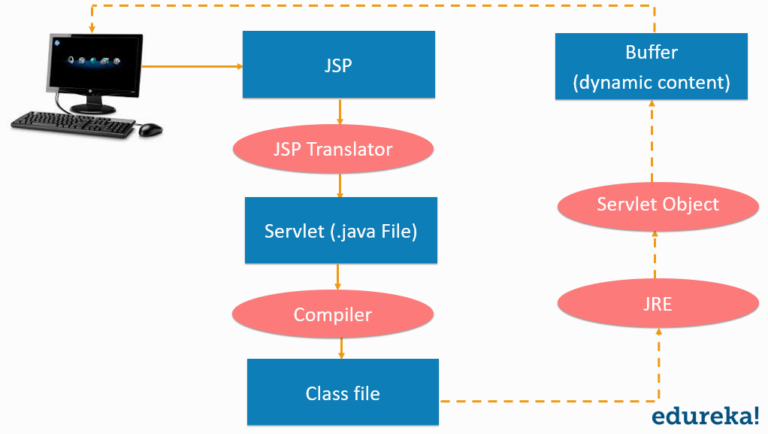 JSP
JSP Translator
Servlet (.java File)
Compiler
Class file
JRE
Servlet Object
Buffer
(dynamic content)
edureka!